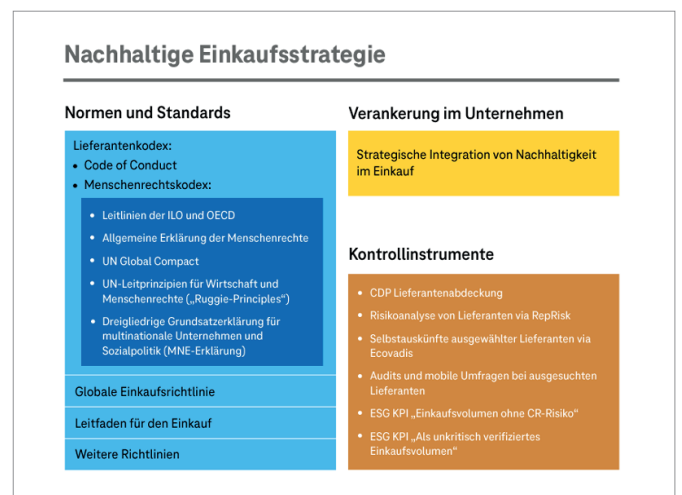 Nachhaltige Einkaufsstrategie
Normen und Standards
Lieferantenkodex:
• Code of Conduct
• Menschenrechtskodex:
• Leitlinien der ILO und OECD
• Allgemeine Erklärung der Menschenrechte
• UN Global Compact
• UN-Leitprinzipien für Wirtschaft und
Menschenrechte („Ruggie-Principles“)
• Dreigliedrige Grundsatzerklärung für
multinationale Unternehmen und
Sozialpolitik (MNE-Erklärung)
Globale Einkaufsrichtlinie
Leitfaden für den Einkauf
Weitere Richtlinien
Verankerung im Unternehmen
Strategische Integration von Nachhaltigkeit
im Einkauf
Kontrollinstrumente
• CDP Lieferantenabdeckung
• Risikoanalyse von Lieferanten via RepRisk
• Selbstauskünfte ausgewählter Lieferanten via
Ecovadis
• Audits und mobile Umfragen bei ausgesuchten
Lieferanten
• ESG KPI „Einkaufsvolumen ohne CR-Risiko“
• ESG KPI „Als unkritisch verifiziertes
Einkaufsvolumen“